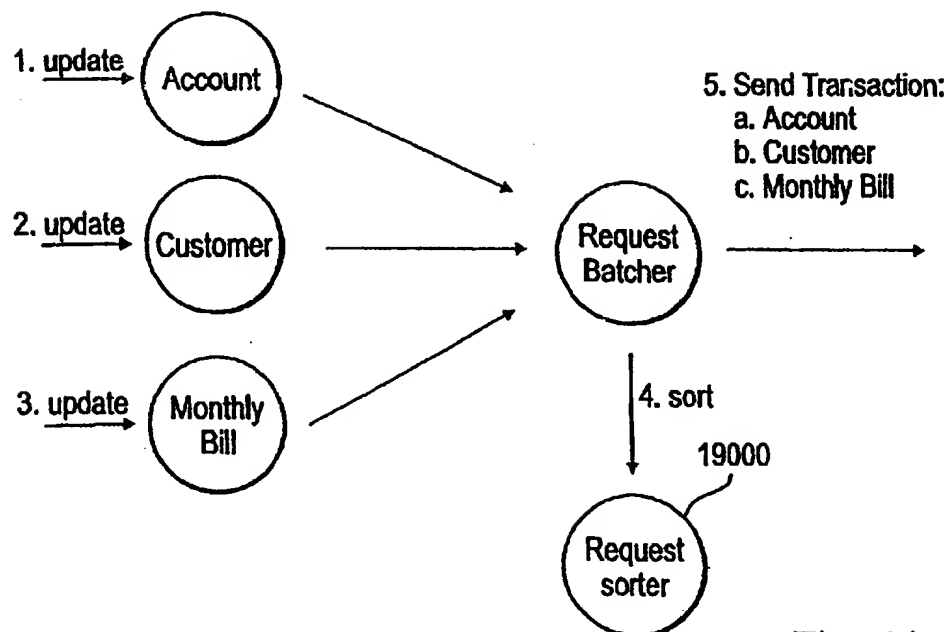 1. update
Account
2. update
Customer
3. update
Monthly
Bill
Request
Batcher
5. Send Transaction:
a. Account
b. Customer
c. Monthly Bill
4. sort
19000
Request
sorter